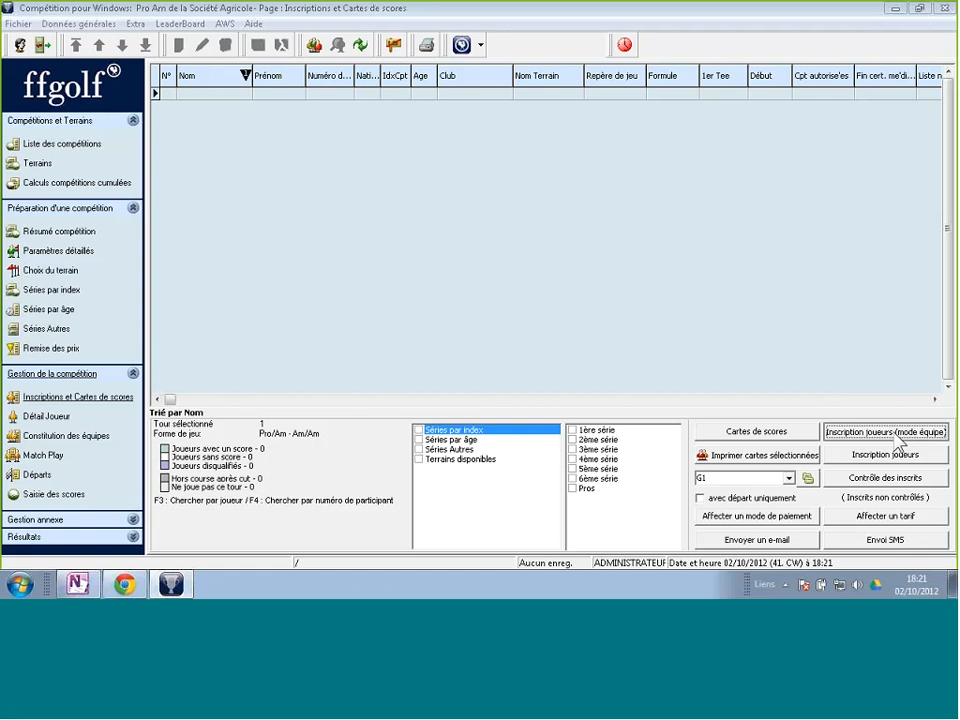 Compétition pour Windows: Pro Am de la Société Agricole- Page : Inscriptions et Cartes de scores
Fichier Données générales Extra LeaderBoard AWS Aide
ffgolf
N° Nom Prénom Numéro d... Nati... IdxCpt Age Club Nom Terrain Repère de jeu Formule 1er Tee Début Cpt autorise'es Fin cert. me'di... Liste n
Compétitions et Terrains
Liste des compétitions
Terrains
Calculs compétitions cumulées
Préparation d'une compétition
Résumé compétition
Paramètres détaillés
Choix du terrain
Séries par index
Séries par âge
Séries Autres
Remise des prix
Gestion de la compétition
Inscriptions et Cartes de scores
Détail Joueur
Constitution des équipes
Match Play
Départs
Saisie des scores
Gestion annexe
Résultats
Trié par Nom
Tour sélectionné 1
Forme de jeu: Pro/Am - Am/Am
Joueurs avec un score - 0
Joueurs sans score - 0
Joueurs disqualifiés - 0
Hors course après cut - 0
Ne joue pas ce tour - 0
F3 : Chercher par joueur / F4 : Chercher par numéro de participant
Séries par index
Séries par âge
Séries Autres
Terrains disponibles
1ère série
2ème série
3ème série
4ème série
5ème série
6ème série
Pros
Cartes de scores Inscription joueurs (mode équipe)
Imprimer cartes sélectionnées Inscription joueurs
G1 Contrôle des inscrits
avec départ uniquement ( Inscrits non contrôlés )
Affecter un mode de paiement Affecter un tarif
Envoyer un e-mail Envoi SMS
/ Aucun enreg. ADMINISTRATEUR Date et heure 02/10/2012 (41. CW) à 18:21
Liens 18:21
02/10/2012